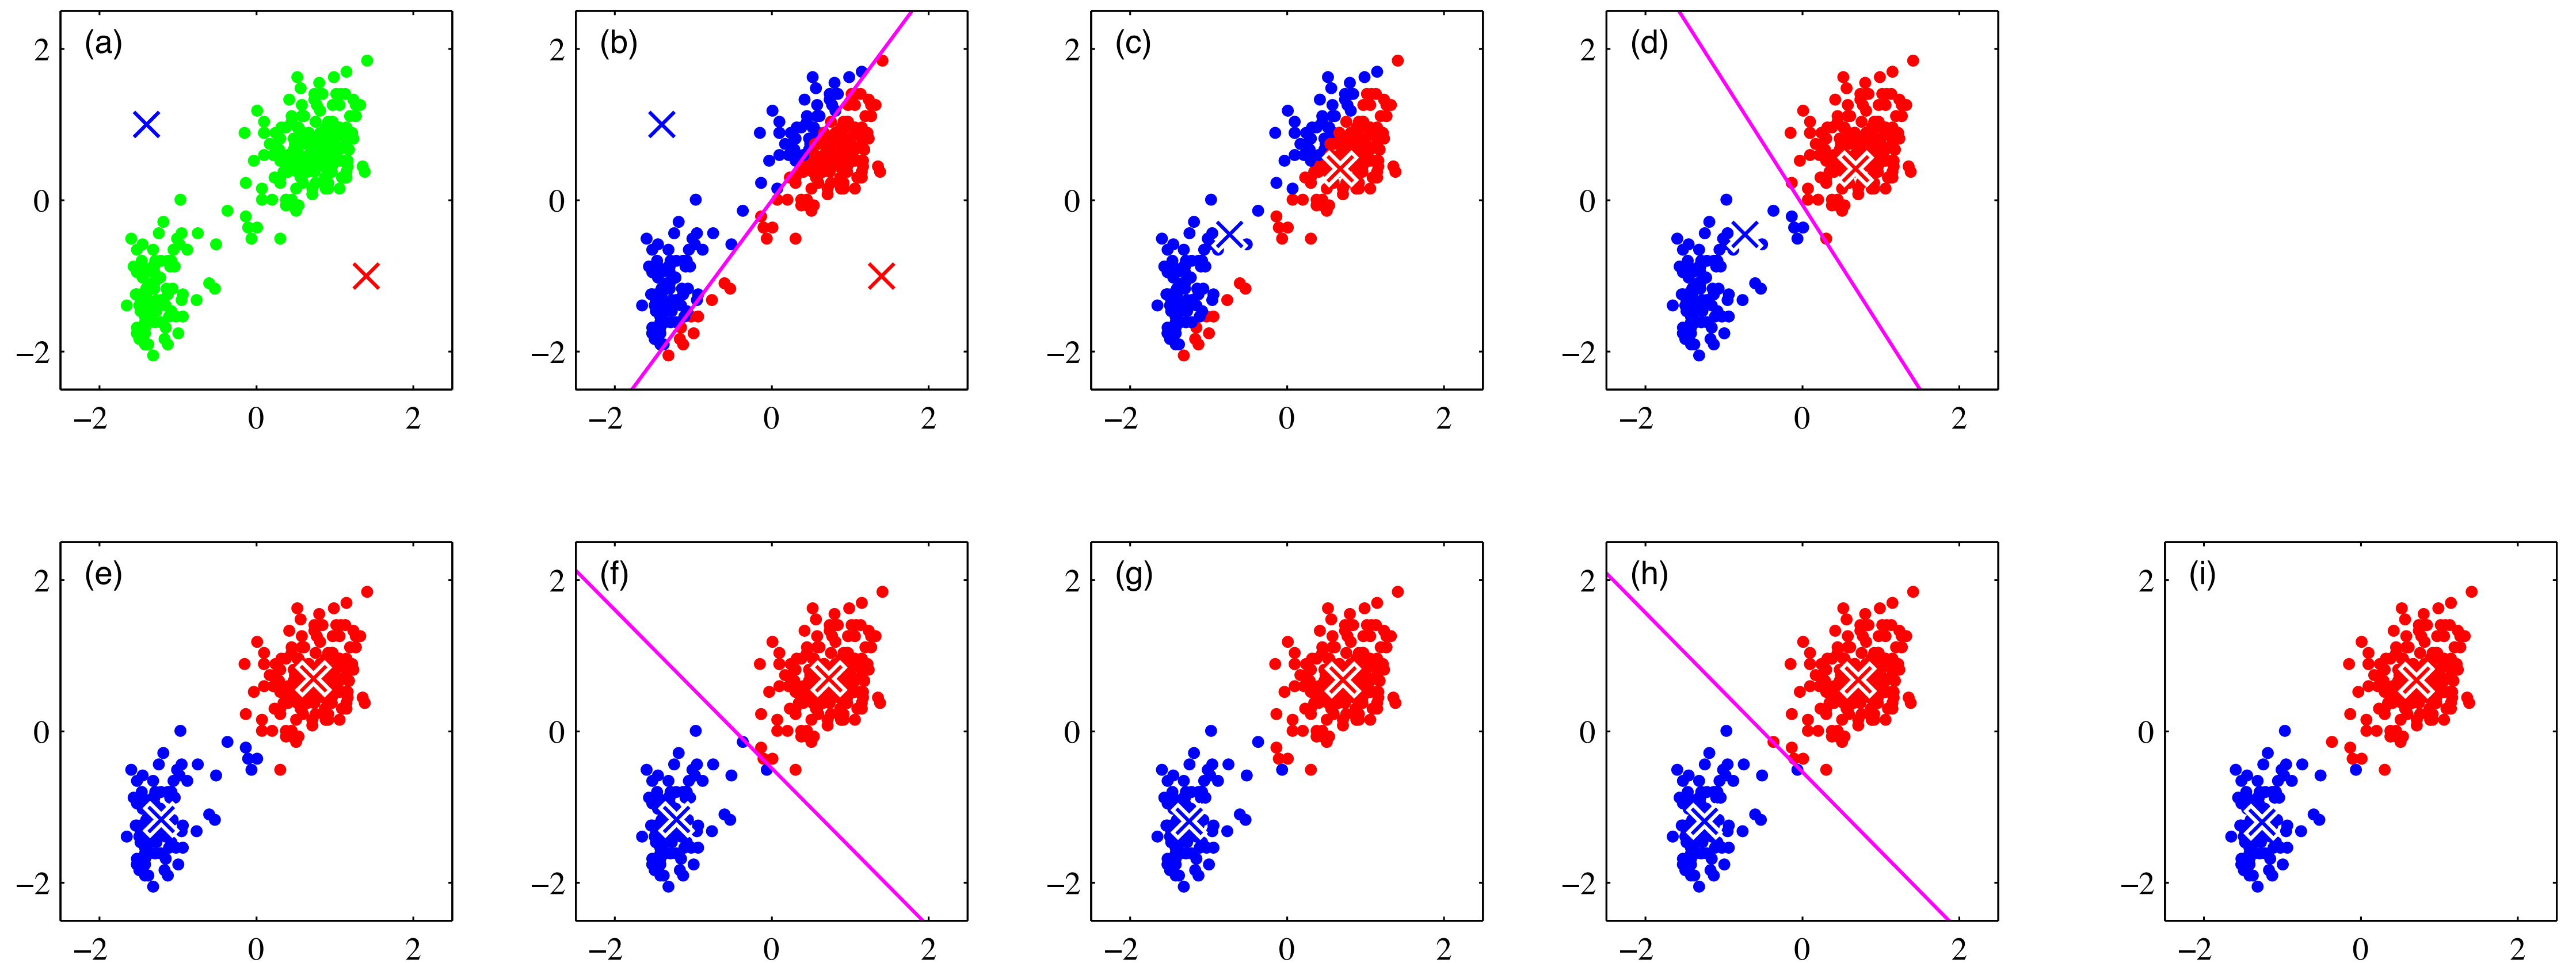 (a) (b) (c) (d)
2 2 2 2
0 0 0 0
−2 −2 −2 −2
−2 0 2 −2 0 2 −2 0 2 −2 0 2
(e) (f) (g) (h) (i)
2 2 2 2 2
0 0 0 0 0
−2 −2 −2 −2 −2
−2 0 2 −2 0 2 −2 0 2 −2 0 2 −2 0 2